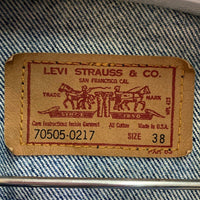 LEVI STRAUSS & CO.
SAN FRANCISCO, CAL.
TRADE MARK
Care Instructions Inside Garment All Cotton Made in U.S.A.
70505-0217 SIZE 38